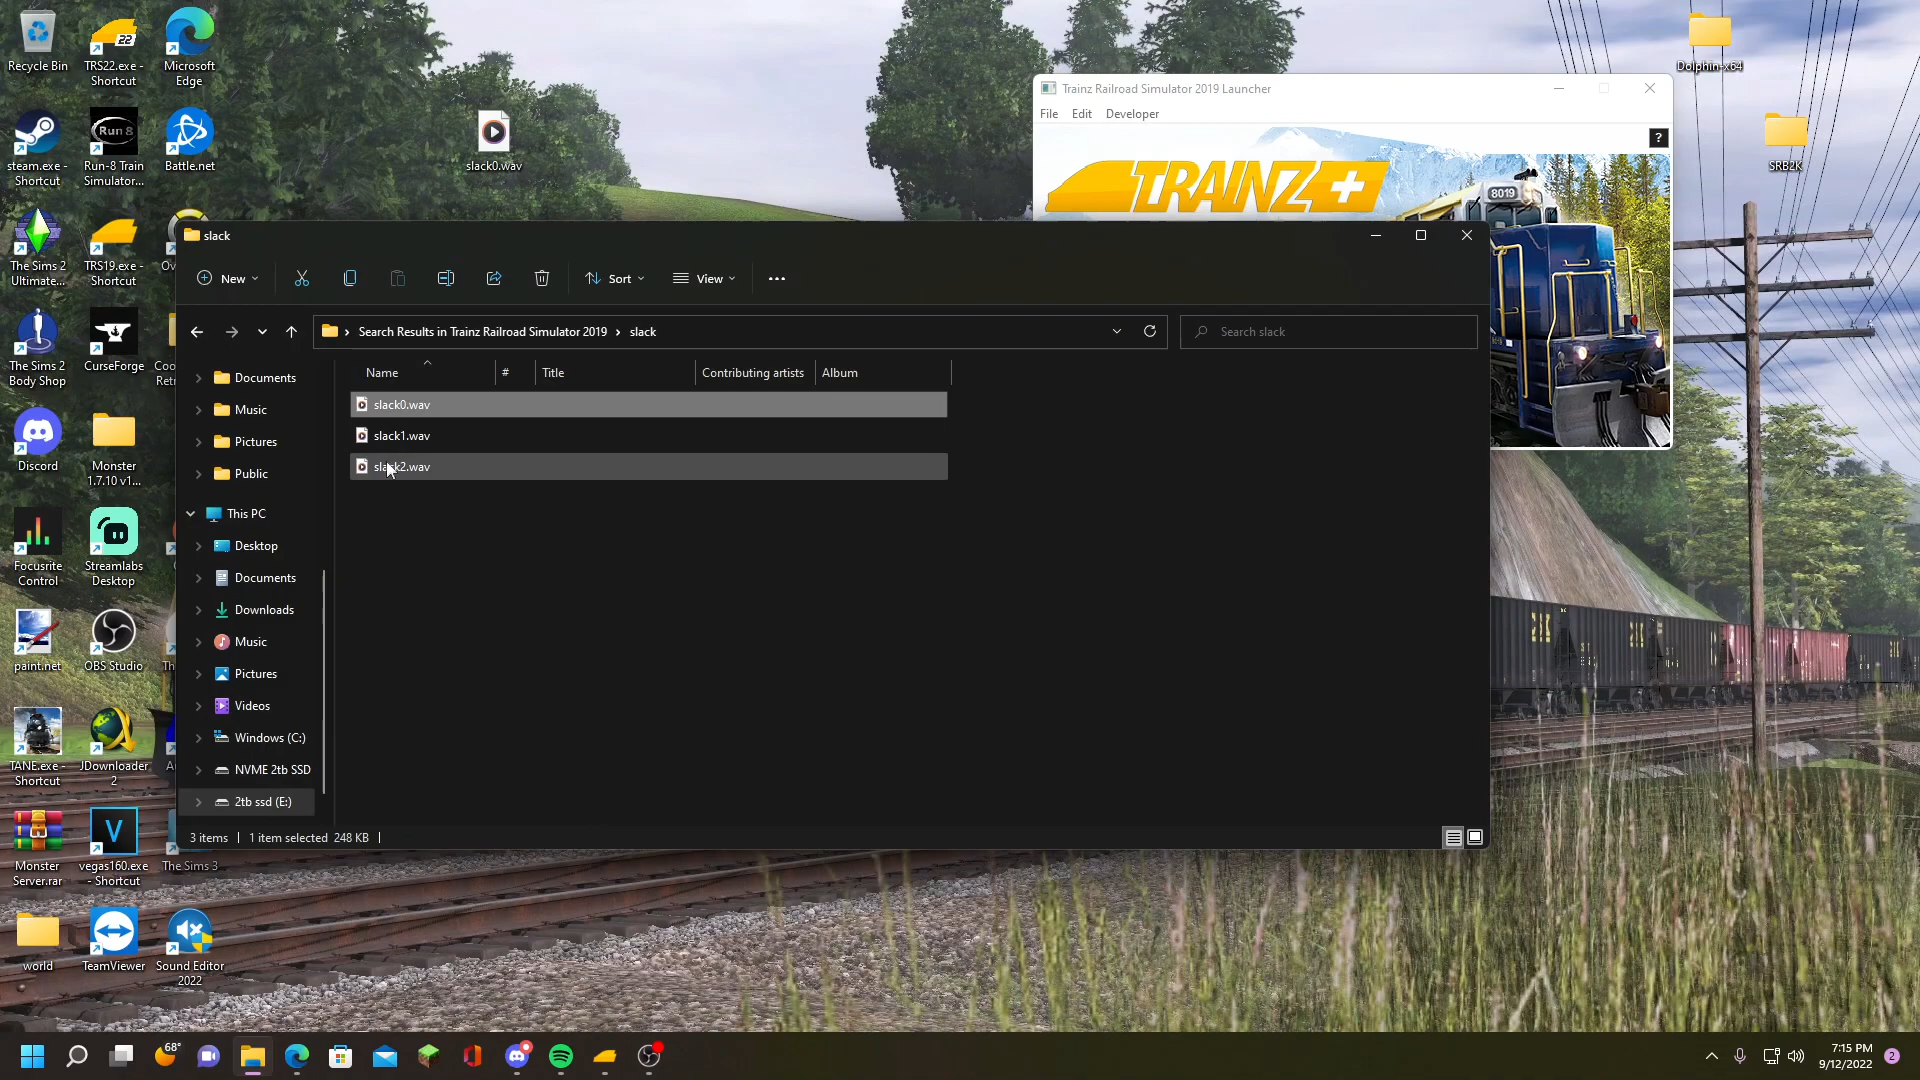 Recycle Bin
TRS22.exe -
Shortcut
Microsoft
Edge
steam.exe -
Shortcut
Run 8
Run-8 Train
Simulator...
Battle.net
The Sims 2
Ultimate...
TRS19.exe -
Shortcut
The Sims 2
Body Shop
CurseForge
Discord
Monster
1.7.10 v1...
Focusrite
Control
Streamlabs
Desktop
paint.net
OBS Studio
TANE.exe -
Shortcut
JDownloader
2
Monster
Server.rar
vegas160.exe
- Shortcut
The Sims 3
world
TeamViewer
Sound Editor
2022
slack0.wav
Dolphin-x64
SRB2K
Trainz Railroad Simulator 2019 Launcher
File Edit Developer
?
TRAINZ+
8019
slack
New
Sort
View
Search Results in Trainz Railroad Simulator 2019 > slack
Search slack
Documents
Music
Pictures
Public
This PC
Desktop
Documents
Downloads
Music
Pictures
Videos
Windows (C:)
NVME 2tb SSD
2tb ssd (E:)
Name # Title Contributing artists Album
slack0.wav
slack1.wav
slack2.wav
3 items 1 item selected 248 KB
68°
7:15 PM
9/12/2022
2